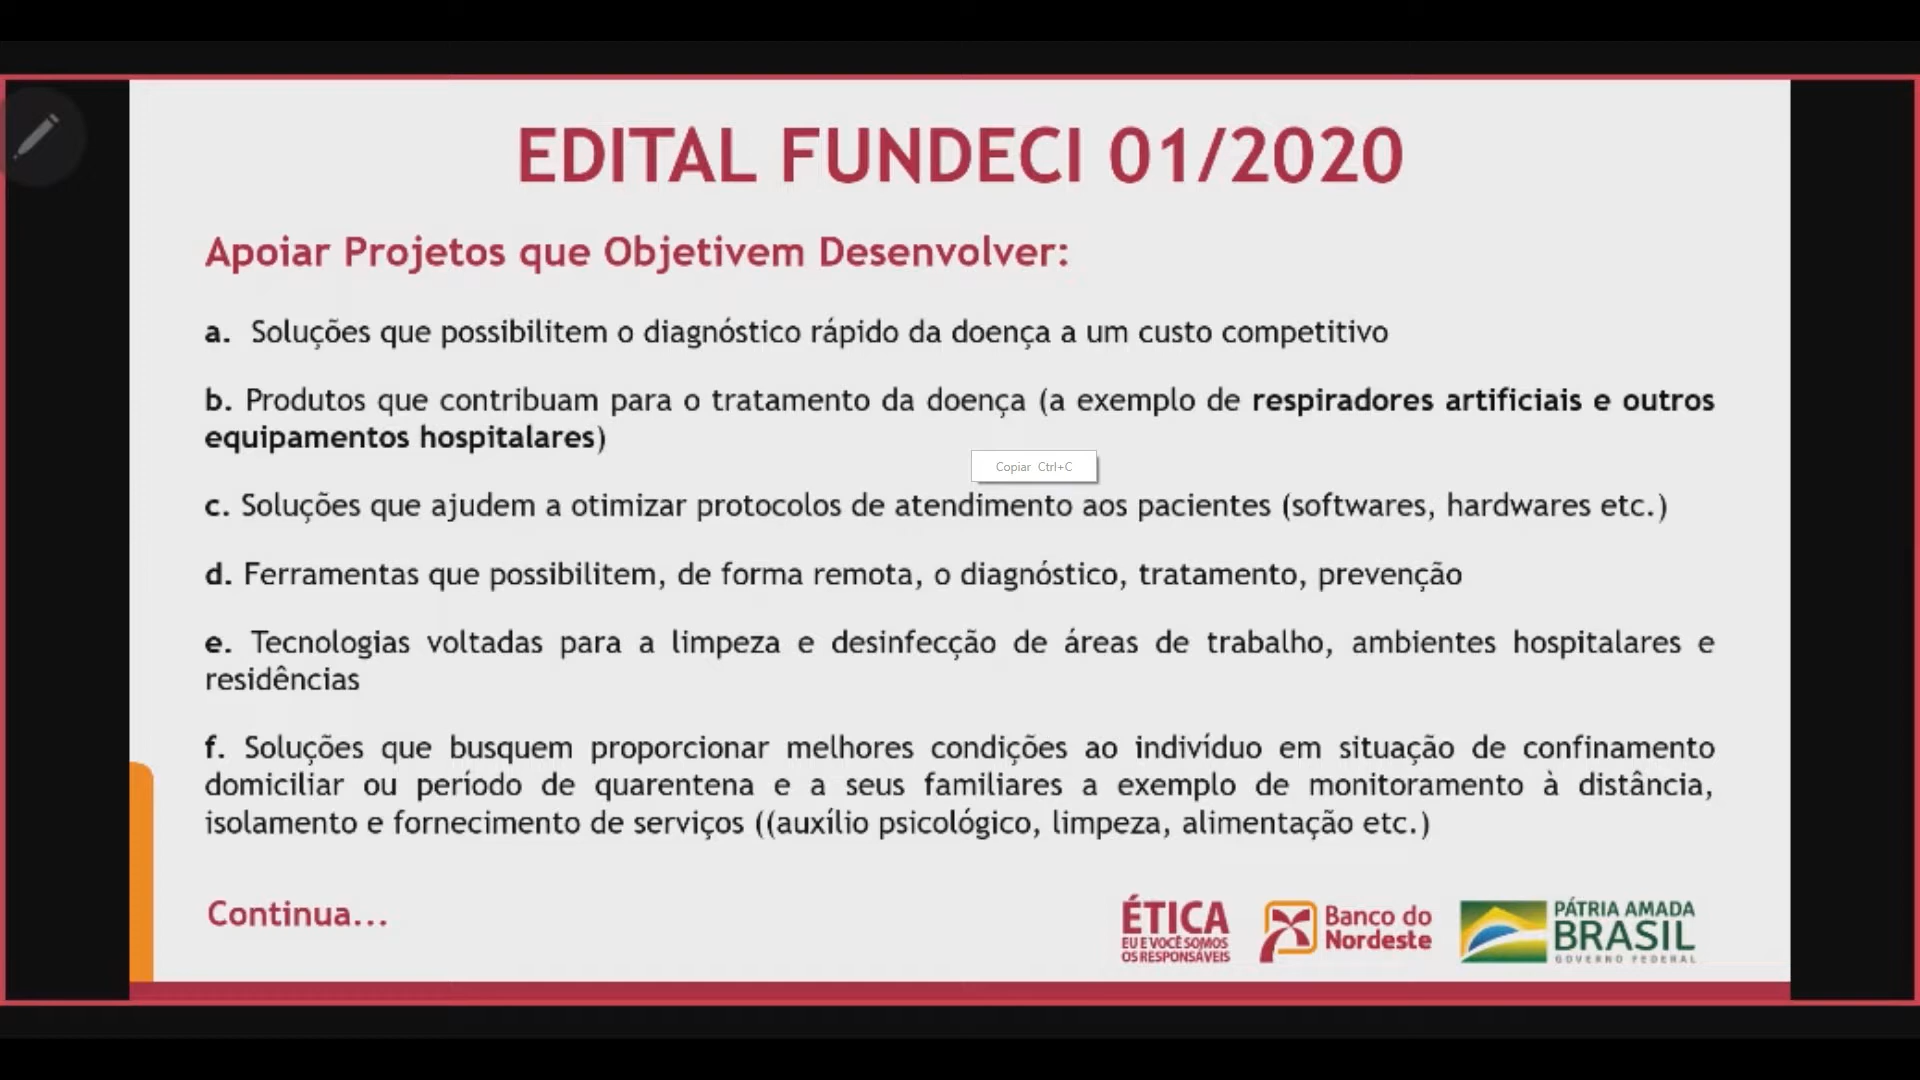 EDITAL FUNDECI 01/2020
Apoiar Projetos que Objetivem Desenvolver:
a. Soluções que possibilitem o diagnóstico rápido da doença a um custo competitivo
b. Produtos que contribuam para o tratamento da doença (a exemplo de respiradores artificiais e outros
equipamentos hospitalares)
Copiar Ctrl+C
c. Soluções que ajudem a otimizar protocolos de atendimento aos pacientes (softwares, hardwares etc.)
d. Ferramentas que possibilitem, de forma remota, o diagnóstico, tratamento, prevenção
e. Tecnologias voltadas para a limpeza e desinfecção de áreas de trabalho, ambientes hospitalares e
residências
f. Soluções que busquem proporcionar melhores condições ao indivíduo em situação de confinamento
domiciliar ou período de quarentena e a seus familiares a exemplo de monitoramento à distância,
isolamento e fornecimento de serviços ((auxílio psicológico, limpeza, alimentação etc.)
Continua...
ÉTICA
EU E VOCÊ SOMOS
OS RESPONSÁVEIS
Banco do
Nordeste
PÁTRIA AMADA
BRASIL
GOVERNO FEDERAL